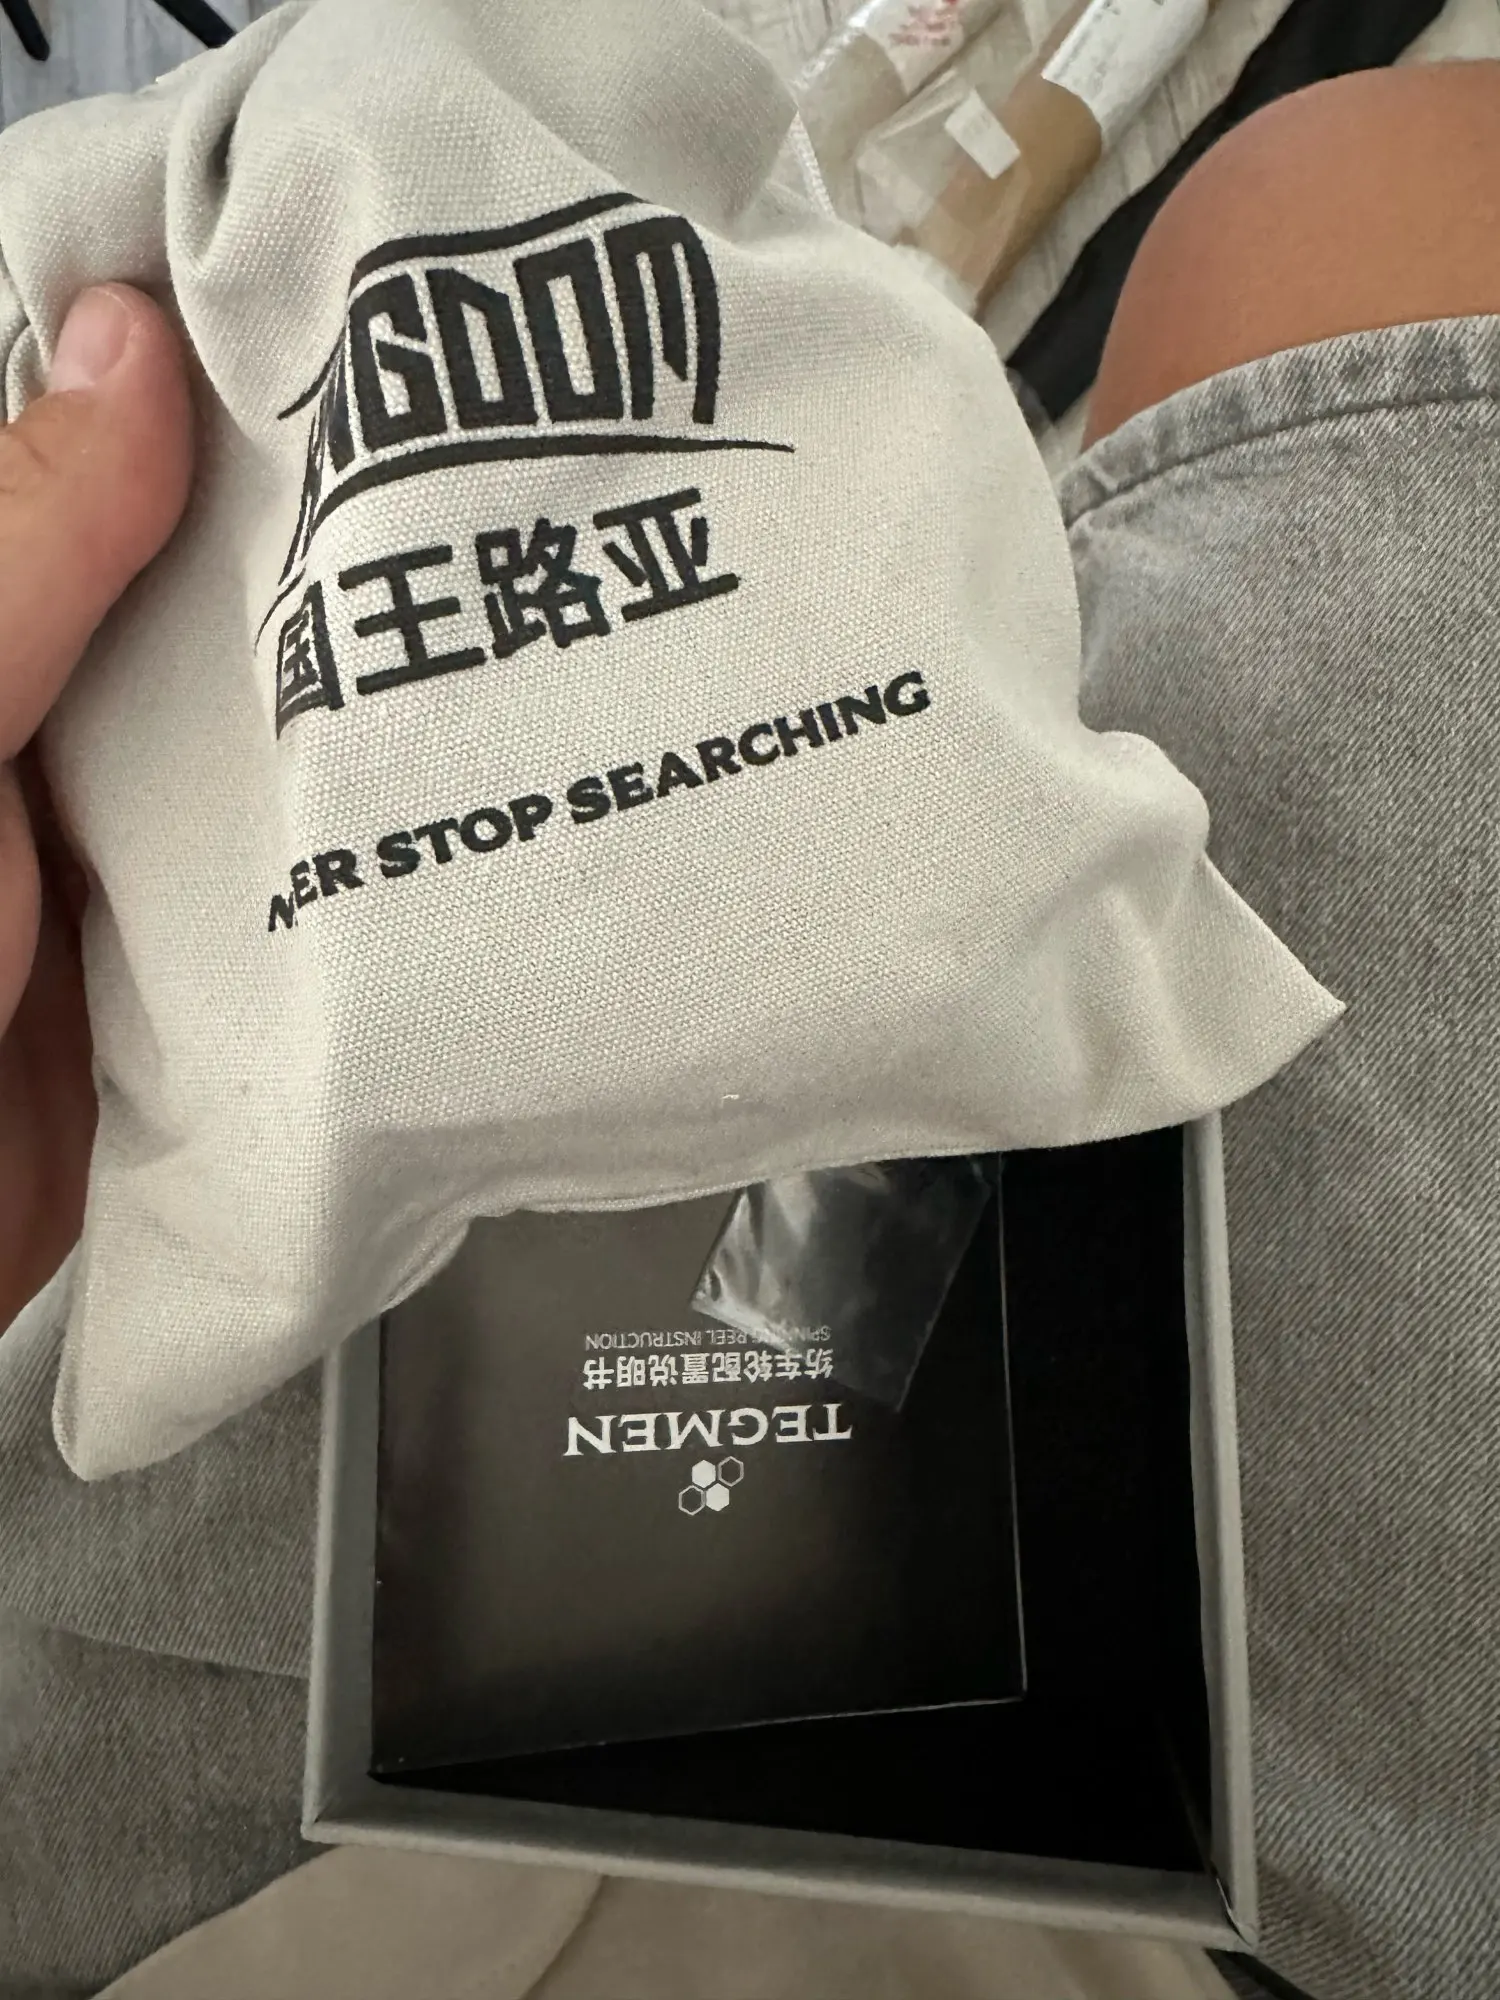 NGDOM
国王路亚
ER STOP SEARCHING
TEGMEN
纺车轮配置说明书
SPINNING REEL INSTRUCTION